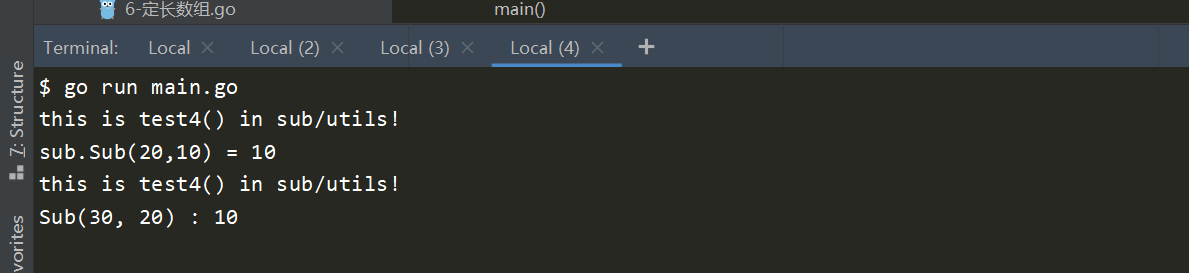 6-定长数组.go
main()
Terminal: Local Local (2) Local (3) Local (4)
$ go run main.go
this is test4() in sub/utils!
sub.Sub(20,10) = 10
this is test4() in sub/utils!
Sub(30, 20) : 10
7: Structure
vorites